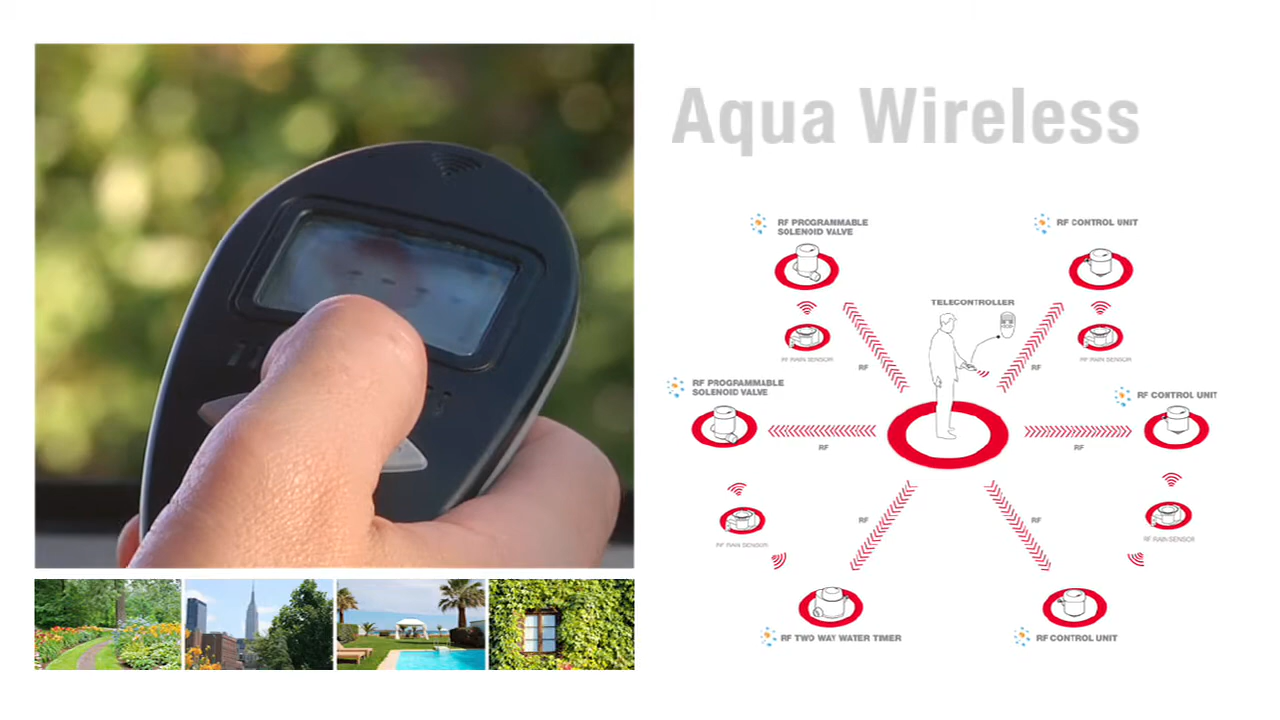 Aqua Wireless
RF PROGRAMMABLE
SOLENOID VALVE
RF CONTROL UNIT
TELECONTROLLER
RF RAIN SENSOR
RF RAIN SENSOR
RF
RF
RF PROGRAMMABLE
SOLENOID VALVE
RF CONTROL UNIT
RF
RF
RF RAIN SENSOR
RF
RF
RF RAIN SENSOR
RF TWO WAY WATER TIMER
RF CONTROL UNIT